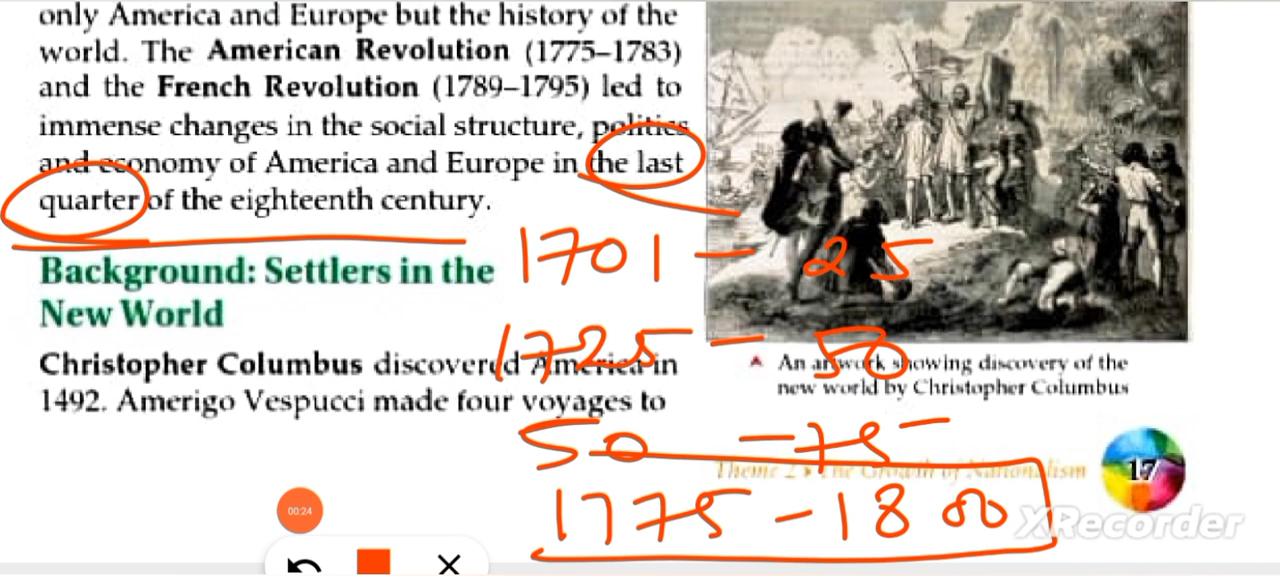 only America and Europe but the history of the
world. The American Revolution (1775–1783)
and the French Revolution (1789–1795) led to
immense changes in the social structure, politics
and economy of America and Europe in the last
quarter of the eighteenth century.
Background: Settlers in the
New World
Christopher Columbus discovered America in
1492. Amerigo Vespucci made four voyages to
1701 - 25
1725 - 50
50 - 75 -
1775 - 1800
An artwork showing discovery of the
new world by Christopher Columbus
Theme 2 ▸ The Growth of Nationalism
17
XRecorder
00:24